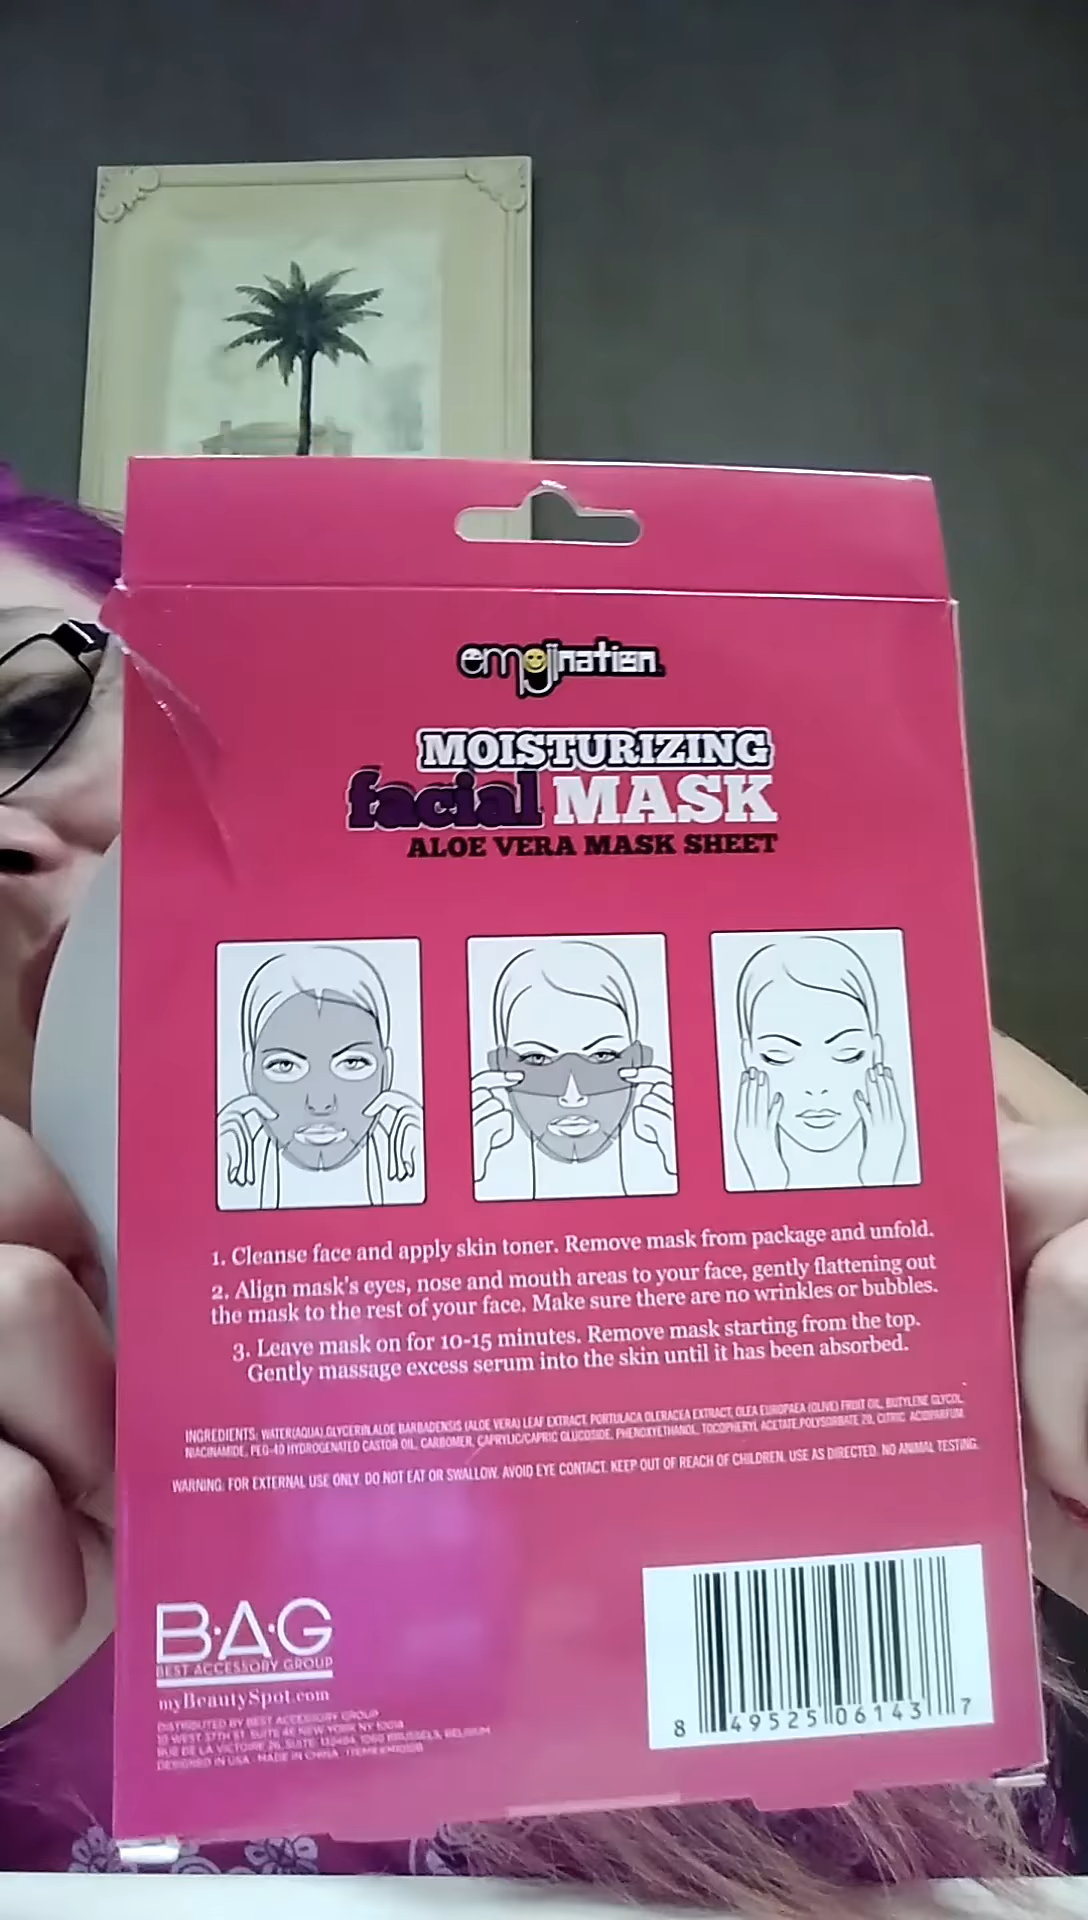 emojination
MOISTURIZING
facial MASK
ALOE VERA MASK SHEET
1. Cleanse face and apply skin toner. Remove mask from package and unfold.
2. Align mask's eyes, nose and mouth areas to your face, gently flattening out
the mask to the rest of your face. Make sure there are no wrinkles or bubbles.
3. Leave mask on for 10-15 minutes. Remove mask starting from the top.
Gently massage excess serum into the skin until it has been absorbed.
INGREDIENTS: WATER(AQUA),GLYCERIN,ALOE BARBADENSIS (ALOE VERA) LEAF EXTRACT, PORTULACA OLERACEA EXTRACT, OLEA EUROPAEA (OLIVE) FRUIT OIL, BUTYLENE GLYCOL,
NIACINAMIDE, PEG-40 HYDROGENATED CASTOR OIL, CARBOMER, CAPRYLIC/CAPRIC GLUCOSIDE, PHENOXYETHANOL, TOCOPHERYL ACETATE,POLYSORBATE 20, CITRIC ACID,PARFUM
WARNING: FOR EXTERNAL USE ONLY. DO NOT EAT OR SWALLOW. AVOID EYE CONTACT. KEEP OUT OF REACH OF CHILDREN. USE AS DIRECTED. NO ANIMAL TESTING.
B·A·G
BEST ACCESSORY GROUP
myBeautySpot.com
DISTRIBUTED BY BEST ACCESSORY GROUP
WEST 37TH ST. SUITE 4F NEW YORK NY 10018
RUE DE LA VICTOIRE 26, SUITE 1060 BRUSSELS, BELGIUM
DESIGNED IN USA. MADE IN CHINA.
8 49525 06143 7